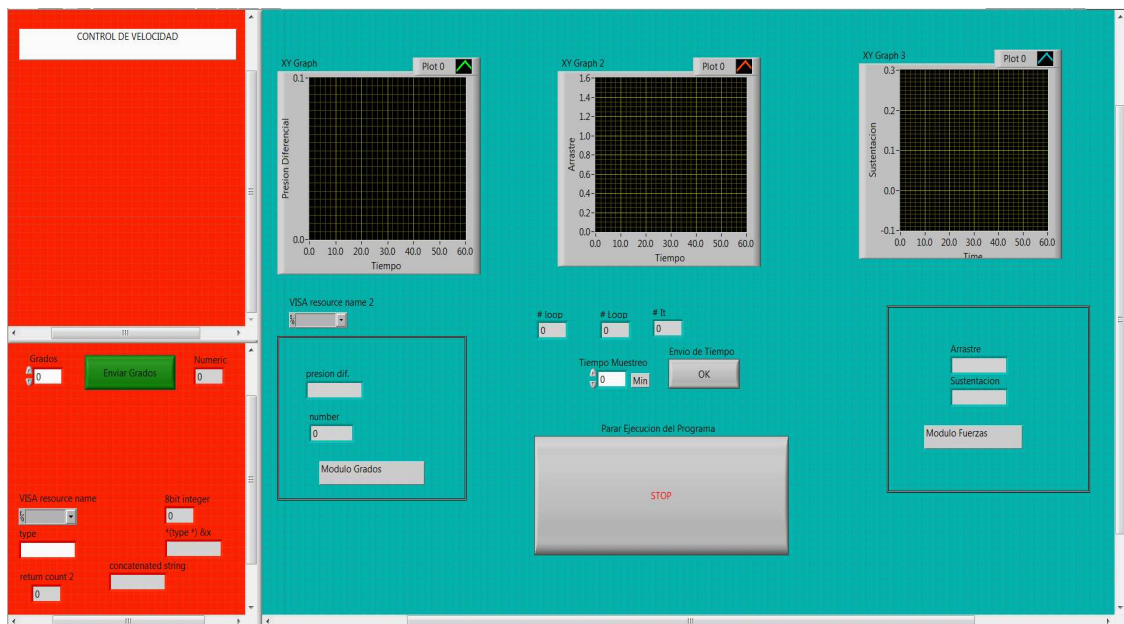 CONTROL DE VELOCIDAD
XY Graph
Plot 0
0.1
Presion Diferencial
0.0
0.0 10.0 20.0 30.0 40.0 50.0 60.0
Tiempo
XY Graph 2
Plot 0
1.6
1.4
1.2
1.0
0.8
0.6
0.4
0.2
0.0
Arrastre
0.0 10.0 20.0 30.0 40.0 50.0 60.0
Tiempo
XY Graph 3
Plot 0
0.3
0.2
0.1
0.0
-0.1
Sustentacion
0.0 10.0 20.0 30.0 40.0 50.0 60.0
Time
VISA resource name 2
# loop
0
# Loop
0
# It
0
Tiempo Muestreo
0
Min
Envio de Tiempo
OK
presion dif.
number
0
Modulo Grados
Parar Ejecucion del Programa
STOP
Arrastre
Sustentacion
Modulo Fuerzas
Grados
0
Enviar Grados
Numeric
0
VISA resource name
8bit integer
0
type
*(type *) &x
concatenated string
return count 2
0